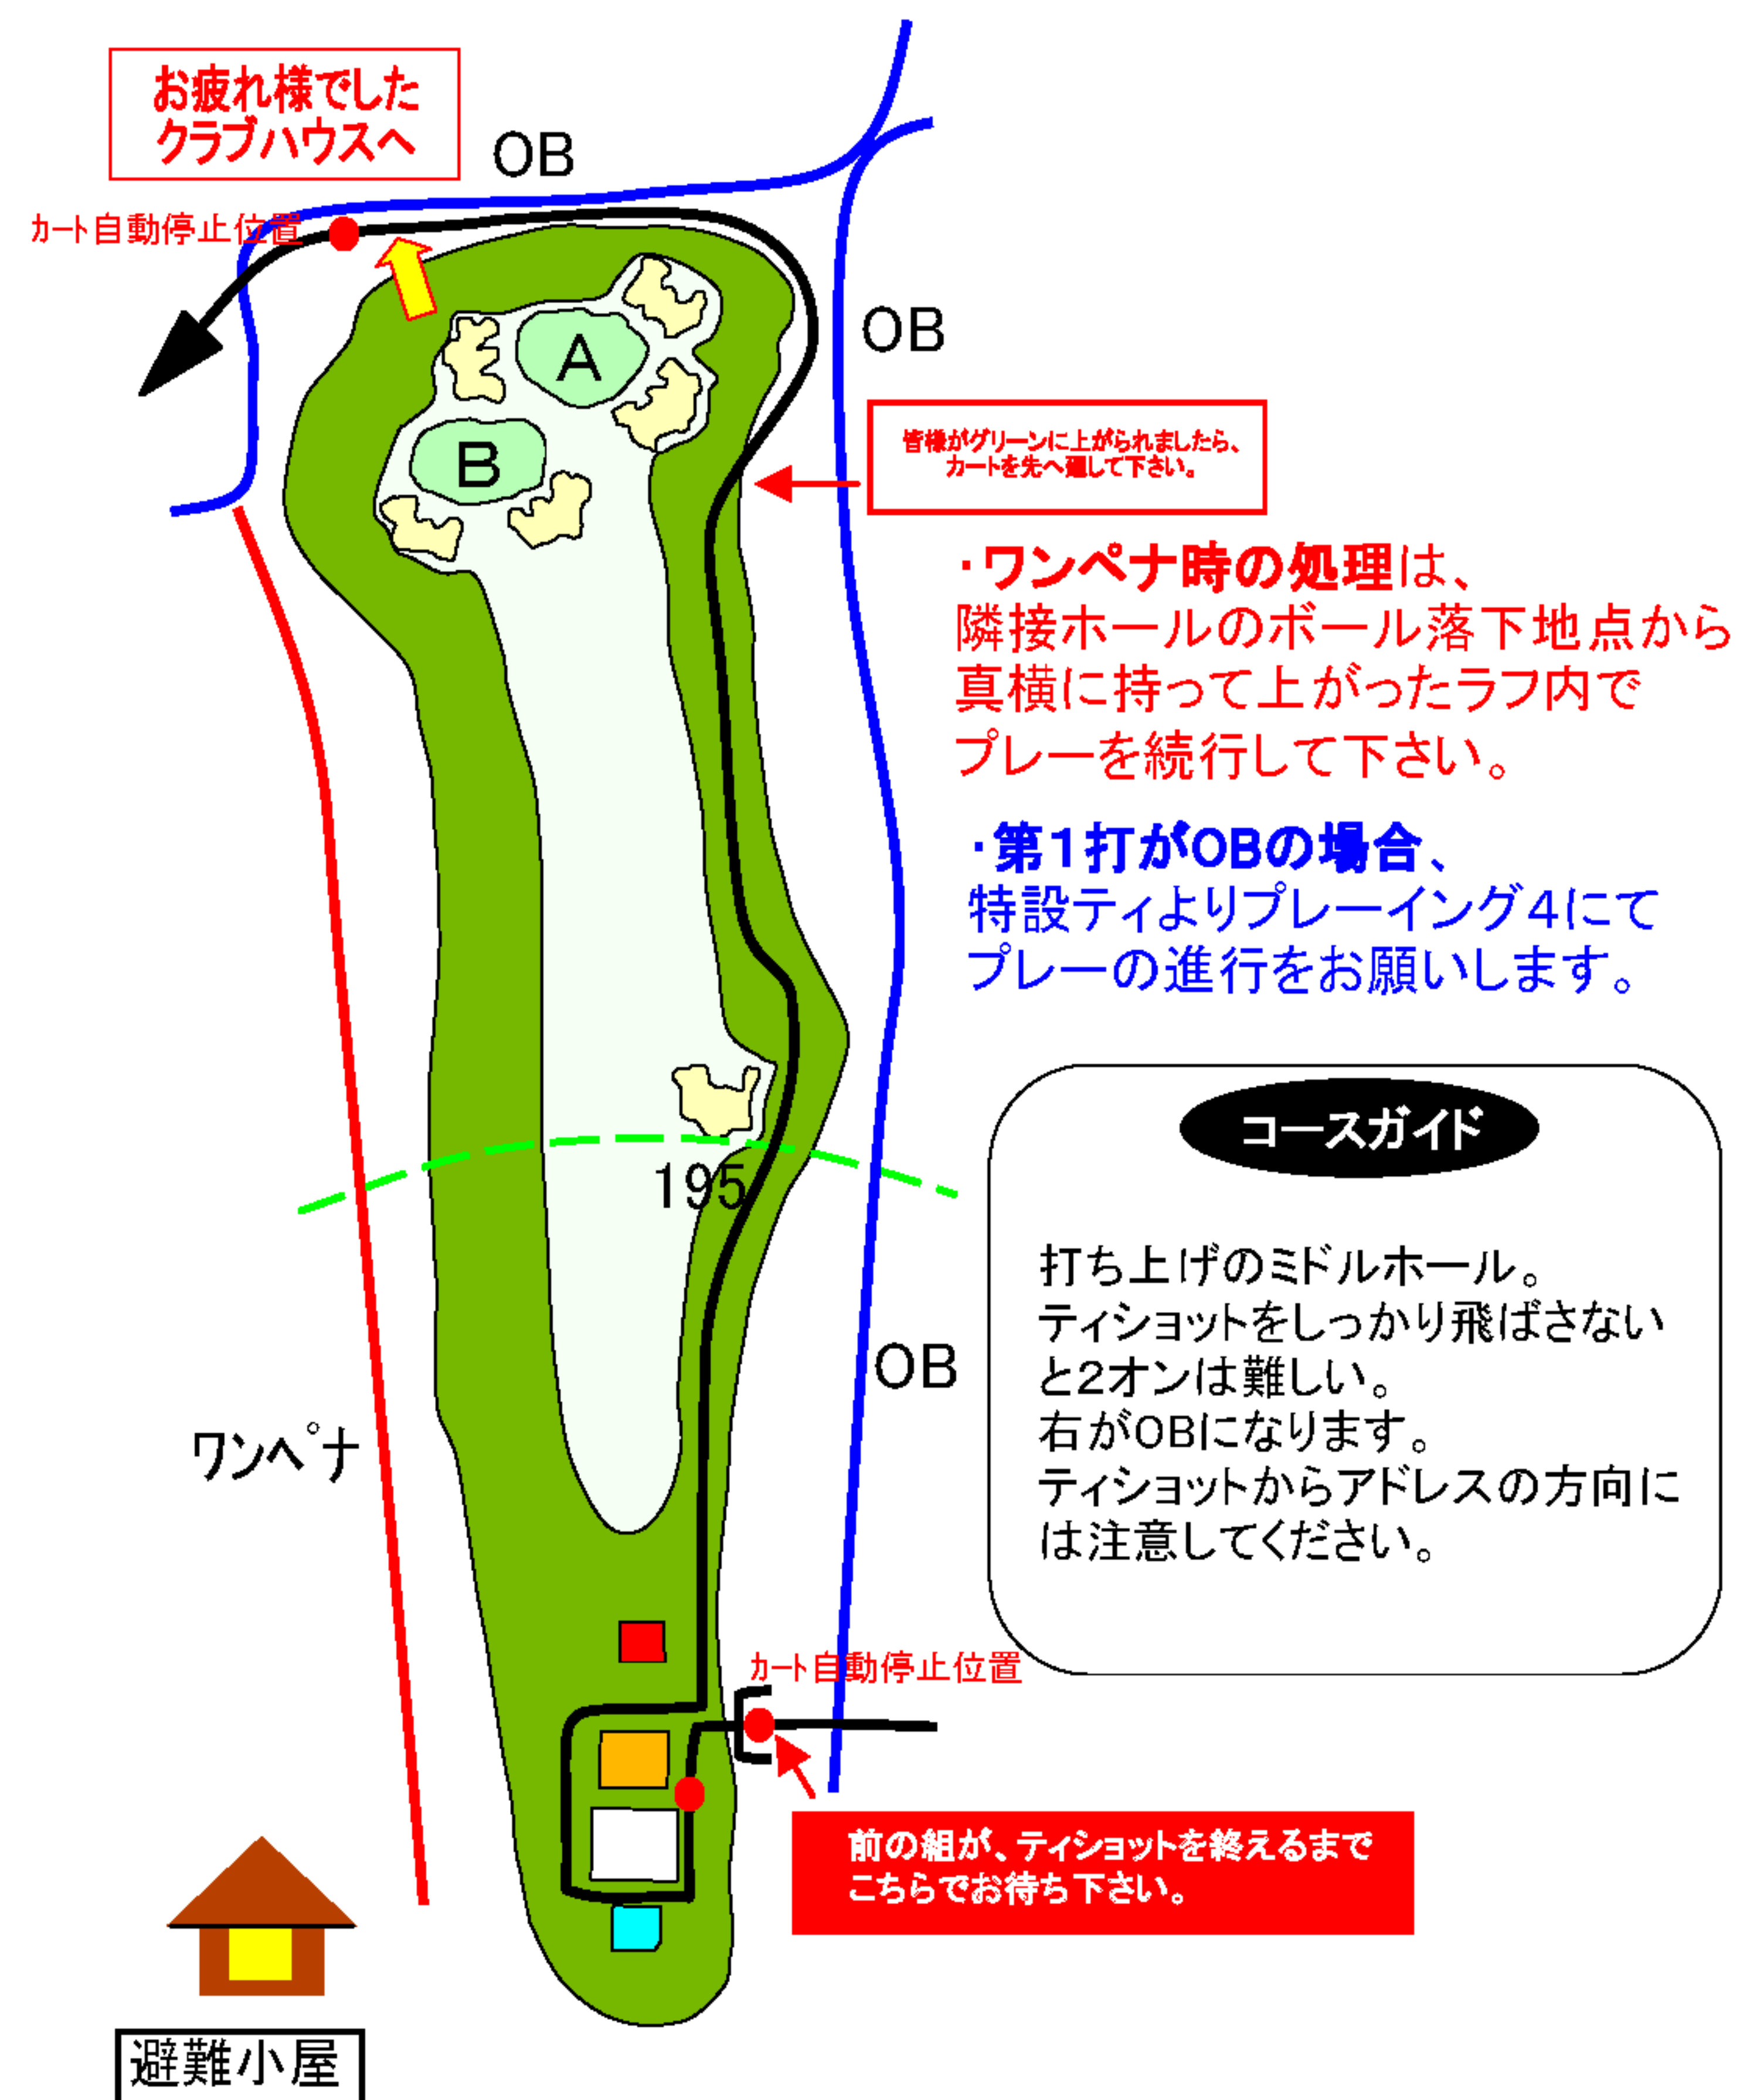 お疲れ様でした
クラブハウスへ
OB
カート自動停止位置
OB
A
B
皆様がグリーンに上がられましたら、
カートを先へ廻して下さい。
・ワンペナ時の処理は、
隣接ホールのボール落下地点から
真横に持って上がったラフ内で
プレーを続行して下さい。
・第1打がOBの場合、
特設ティよりプレーイング4にて
プレーの進行をお願いします。
195
コースガイド
打ち上げのミドルホール。
ティショットをしっかり飛ばさない
と2オンは難しい。
右がOBになります。
ティショットからアドレスの方向に
は注意してください。
OB
ワンペナ
カート自動停止位置
前の組が、ティショットを終えるまで
こちらでお待ち下さい。
避難小屋